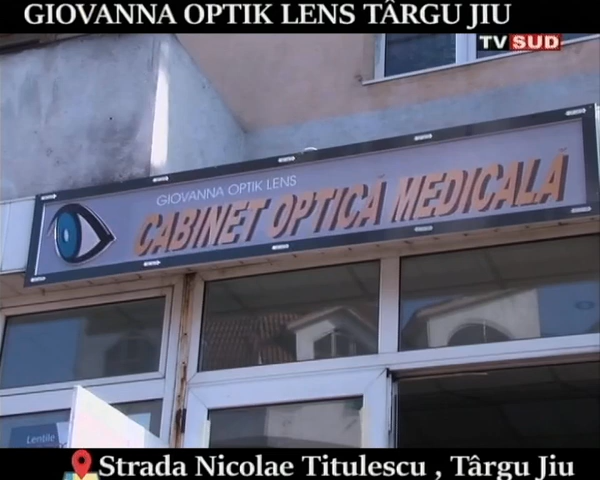 GIOVANNA OPTIK LENS TÂRGU JIU
TV SUD
GIOVANNA OPTIK LENS
CABINET OPTICĂ MEDICALĂ
Lentile
Strada Nicolae Titulescu , Târgu Jiu